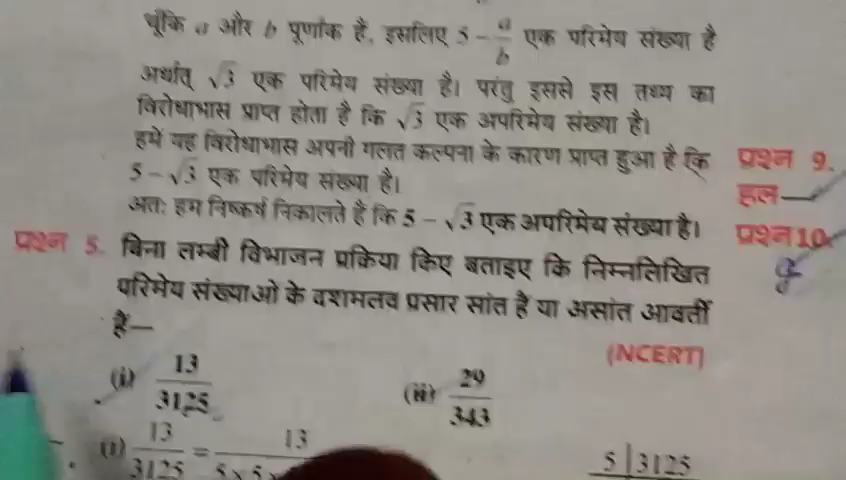 चूंकि a और b पूर्णांक है, इसलिए 5 − a/b एक परिमेय संख्या है
अर्थात् √3 एक परिमेय संख्या है। परंतु इससे इस तथ्य का
विरोधाभास प्राप्त होता है कि √3 एक अपरिमेय संख्या है।
हमें यह विरोधाभास अपनी गलत कल्पना के कारण प्राप्त हुआ है कि
5 − √3 एक परिमेय संख्या है।
अतः हम निष्कर्ष निकालते हैं कि 5 − √3 एक अपरिमेय संख्या है।
प्रश्न 5. बिना लम्बी विभाजन प्रक्रिया किए बताइए कि निम्नलिखित
परिमेय संख्याओं के दशमलव प्रसार सांत हैं या असांत आवर्ती
हैं—
(NCERT)
(i) 13/3125 (ii) 29/343
(i) 13/3125 = 13/5 × 5 ×
5 | 3125
प्रश्न 9.
हल—
प्रश्न 10.